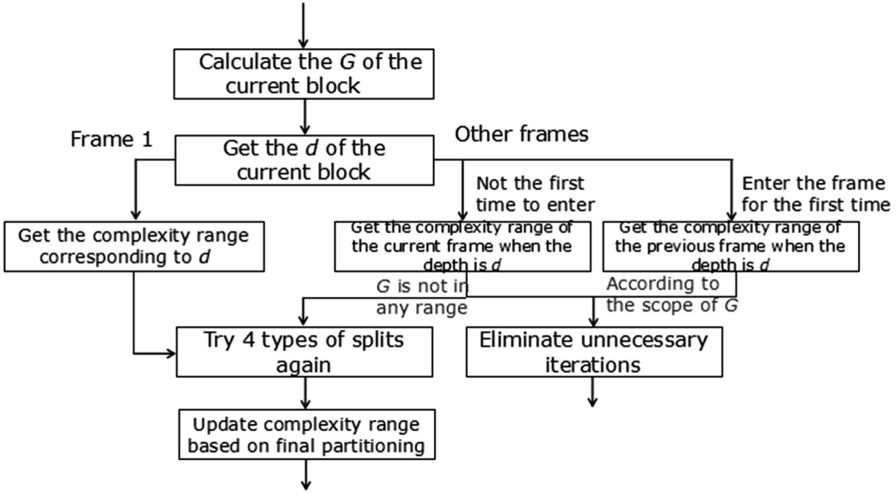 Calculate the G of the
current block
Frame 1
Get the d of the
current block
Other frames
Not the first
time to enter
Enter the frame
for the first time
Get the complexity range
corresponding to d
Get the complexity range of
the current frame when the
depth is d
Get the complexity range of
the previous frame when the
depth is d
G is not in
any range
According to
the scope of G
Try 4 types of splits
again
Eliminate unnecessary
iterations
Update complexity range
based on final partitioning